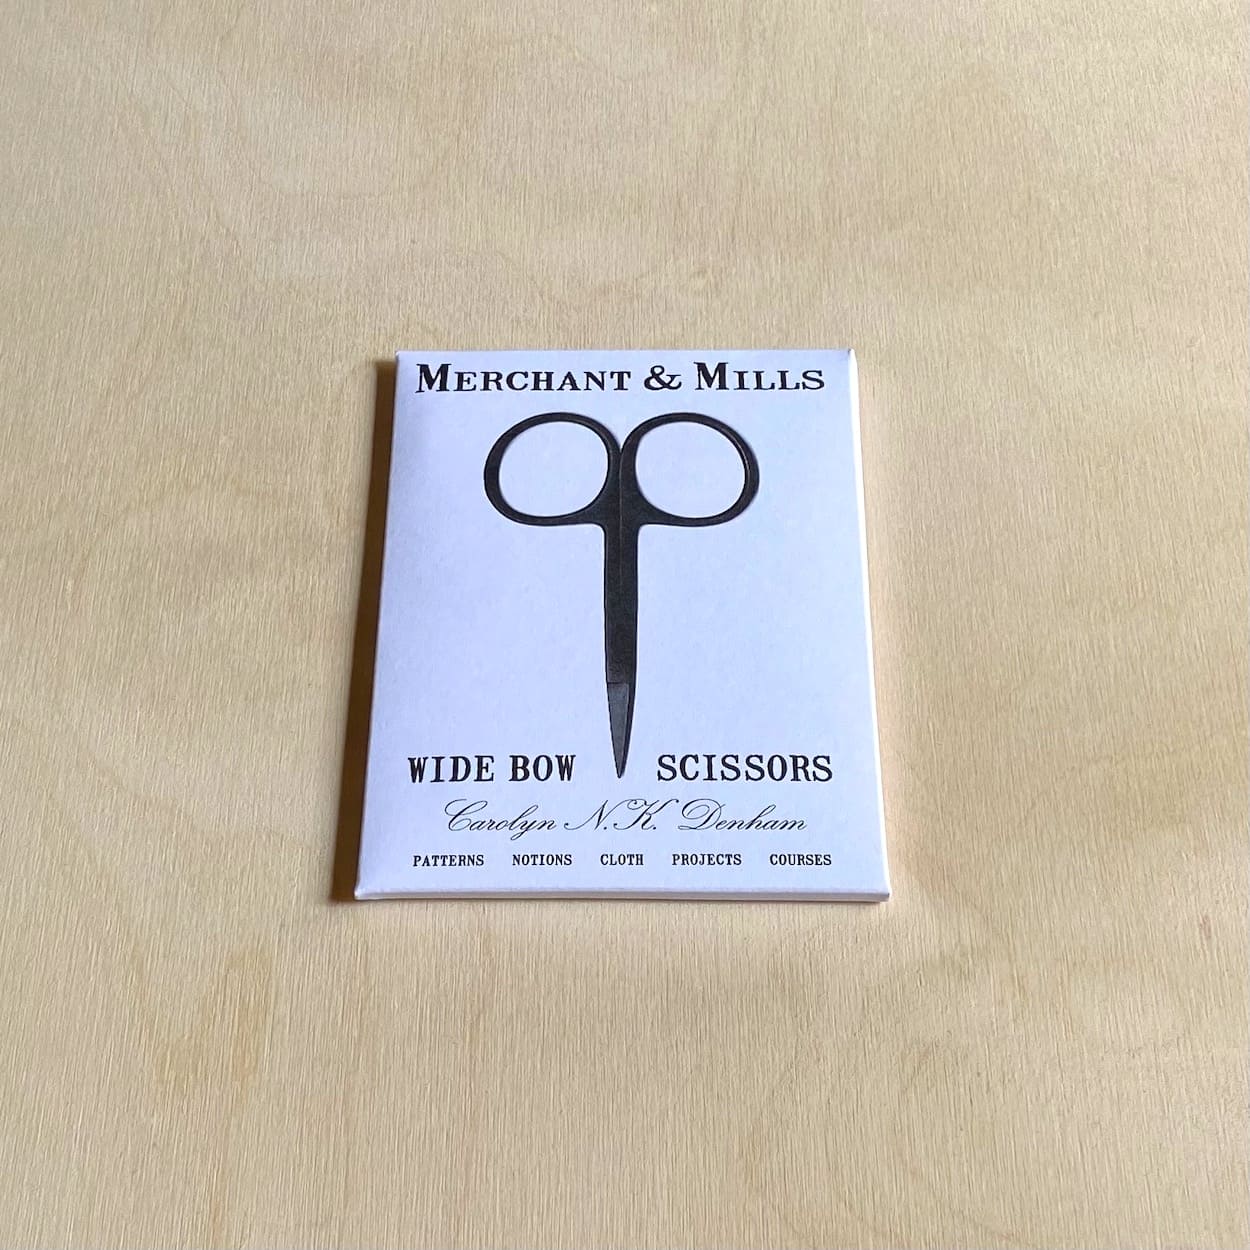 MERCHANT & MILLS
WIDE BOW SCISSORS
Carolyn N.K. Denham
PATTERNS NOTIONS CLOTH PROJECTS COURSES